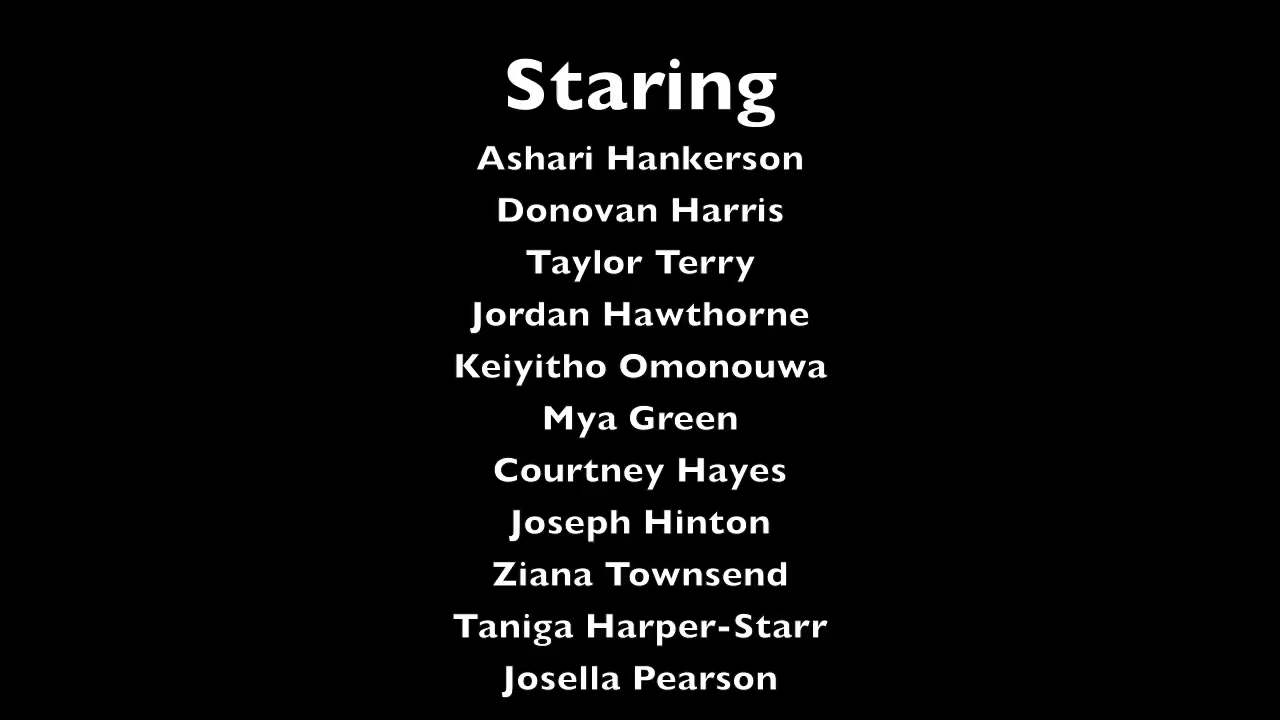 Staring
Ashari Hankerson
Donovan Harris
Taylor Terry
Jordan Hawthorne
Keiyitho Omonouwa
Mya Green
Courtney Hayes
Joseph Hinton
Ziana Townsend
Taniga Harper-Starr
Josella Pearson